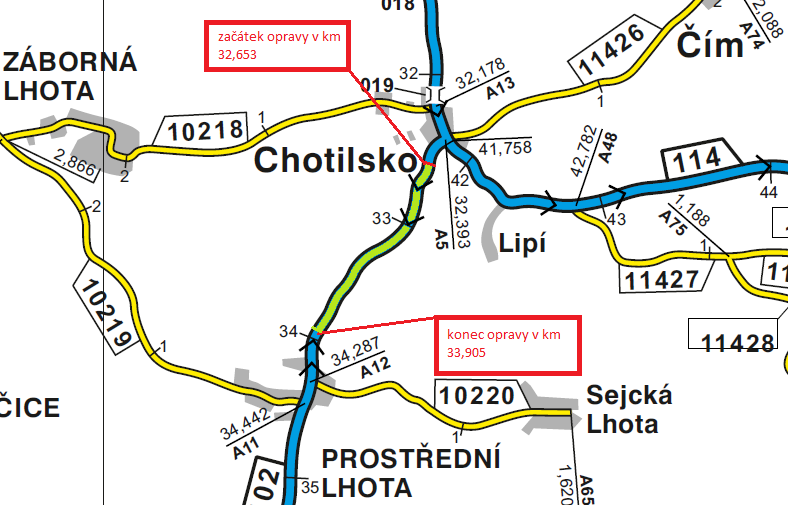 018
2,088
A74
začátek opravy v km
32,653
Čím
11426
ZÁBORNÁ
LHOTA
32
019
32,178
A13
1
1
10218
42,782
A48
2,866
2
Chotilsko
41,758
42
114
44
2
33
32,393
A5
43
1,188
A75
Lipí
1
11427
11
10219
34
konec opravy v km
33,905
11428
1
34,287
A12
ČICE
10220
Sejcká
Lhota
34,442
A11
1
PROSTŘEDNÍ
LHOTA
02
35
1,620
A65